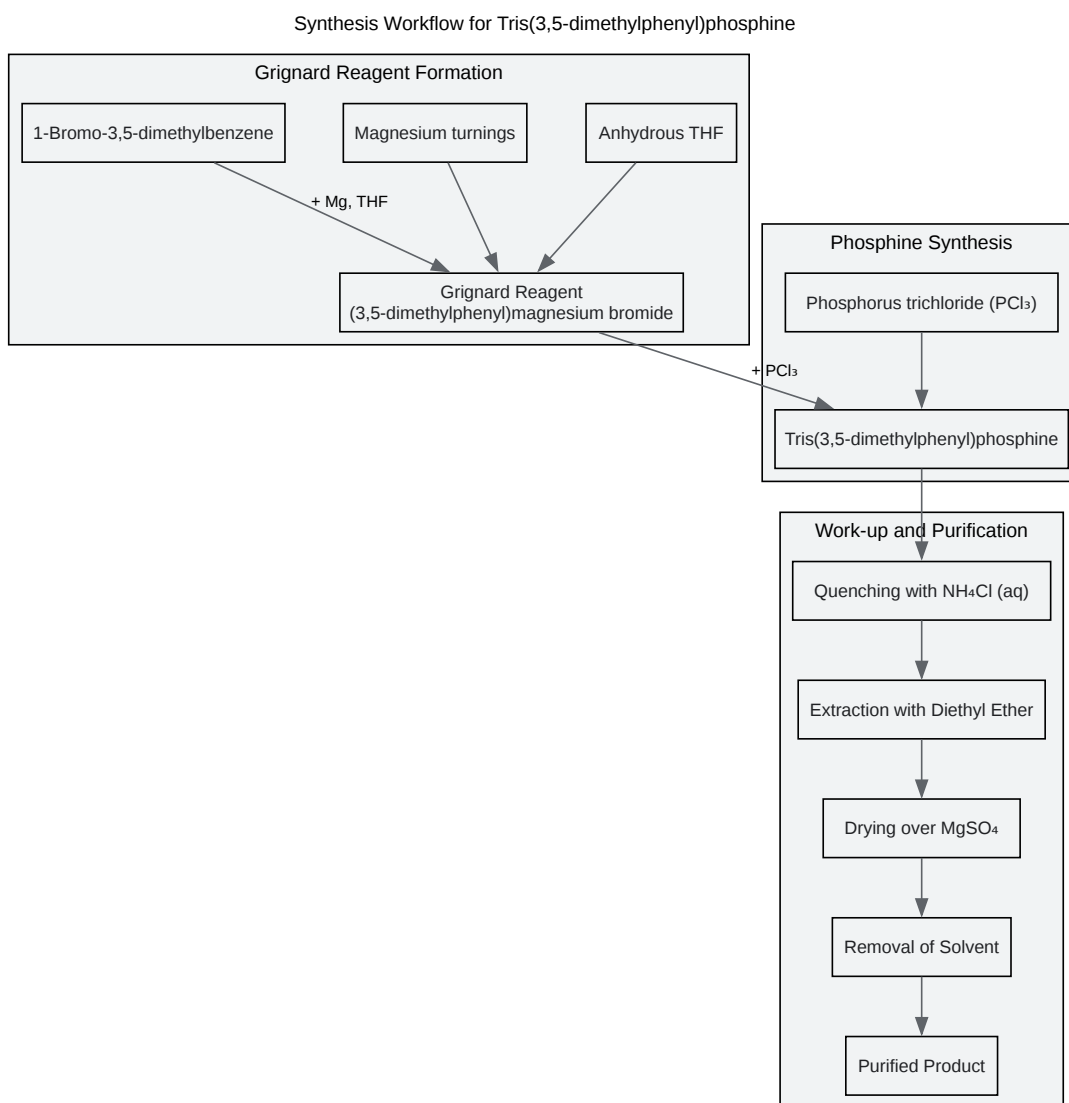 Synthesis Workflow for Tris(3,5-dimethylphenyl)phosphine
Grignard Reagent Formation
1-Bromo-3,5-dimethylbenzene
Magnesium turnings
Anhydrous THF
+ Mg, THF
Grignard Reagent
(3,5-dimethylphenyl)magnesium bromide
Phosphine Synthesis
Phosphorus trichloride (PCl₃)
+ PCl₃
Tris(3,5-dimethylphenyl)phosphine
Work-up and Purification
Quenching with NH₄Cl (aq)
Extraction with Diethyl Ether
Drying over MgSO₄
Removal of Solvent
Purified Product